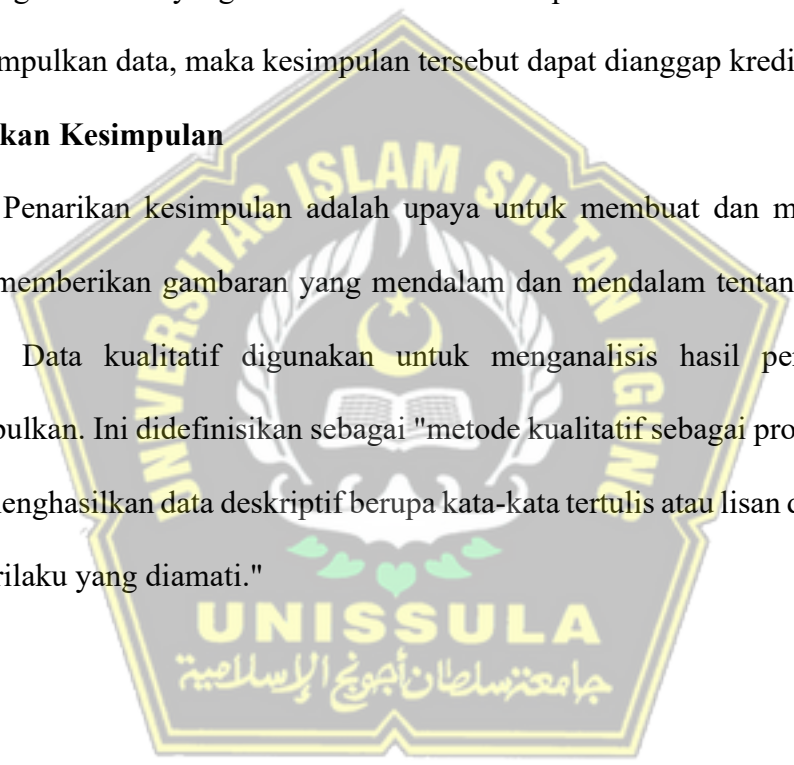 mpulkan data, maka kesimpulan tersebut dapat dianggap kredi
kan Kesimpulan
Penarikan kesimpulan adalah upaya untuk membuat dan m
memberikan gambaran yang mendalam dan mendalam tentan
Data kualitatif digunakan untuk menganalisis hasil pe
pulkan. Ini didefinisikan sebagai "metode kualitatif sebagai pro
enghasilkan data deskriptif berupa kata-kata tertulis atau lisan
rilaku yang diamati."
UNIVERSITAS ISLAM SULTAN AGUNG
UNISSULA
جامعة سلطان أجونج الإسلامية